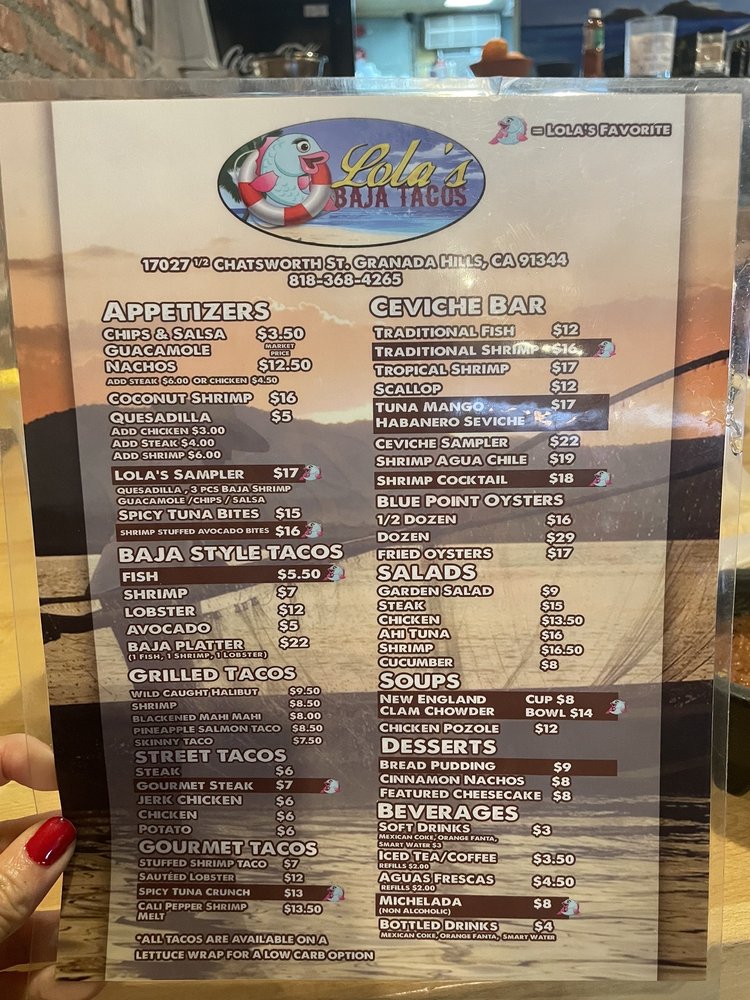 Coca-Cola
= Lola's Favorite
Lola's
BAJA TACOS
17027 1/2 Chatsworth St. Granada Hills, CA 91344
818-368-4265
Appetizers
Chips & Salsa $3.50
Guacamole Market Price
Nachos $12.50
Add Steak $6.00 or Chicken $4.50
Coconut Shrimp $16
Quesadilla $5
Add Chicken $3.00
Add Steak $4.00
Add Shrimp $6.00
Lola's Sampler $17
Quesadilla , 3 pcs Baja Shrimp
Guacamole /Chips / Salsa
Spicy Tuna Bites $15
Shrimp Stuffed Avocado Bites $16
Baja Style Tacos
Fish $5.50
Shrimp $7
Lobster $12
Avocado $5
Baja Platter $22
(1 Fish, 1 Shrimp, 1 Lobster)
Grilled Tacos
Wild Caught Halibut $9.50
Shrimp $8.50
Blackened Mahi Mahi $8.00
Pineapple Salmon Taco $8.50
Skinny Taco $7.50
Street Tacos
Steak $6
Gourmet Steak $7
Jerk Chicken $6
Chicken $6
Potato $6
Gourmet Tacos
Stuffed Shrimp Taco $7
Sautéed Lobster $12
Spicy Tuna Crunch $13
Cali Pepper Shrimp $13.50
Melt
*All tacos are available on a
lettuce wrap for a low carb option
Ceviche Bar
Traditional Fish $12
Traditional Shrimp $16
Tropical Shrimp $17
Scallop $12
Tuna Mango $17
Habanero Seviche
Ceviche Sampler $22
Shrimp Agua Chile $19
Shrimp Cocktail $18
Blue Point Oysters
1/2 Dozen $16
Dozen $29
Fried Oysters $17
Salads
Garden Salad $9
Steak $15
Chicken $13.50
Ahi Tuna $16
Shrimp $16.50
Cucumber $8
Soups
New England Cup $8
Clam Chowder Bowl $14
Chicken Pozole $12
Desserts
Bread Pudding $9
Cinnamon Nachos $8
Featured Cheesecake $8
Beverages
Soft Drinks $3
Mexican Coke, Orange Fanta,
Smart Water $3
Iced Tea/Coffee $3.50
Refills $2.00
Aguas Frescas $4.50
Refills $2.00
Michelada $8
(Non Alcoholic)
Bottled Drinks $4
Mexican Coke, Orange Fanta, Smart Water